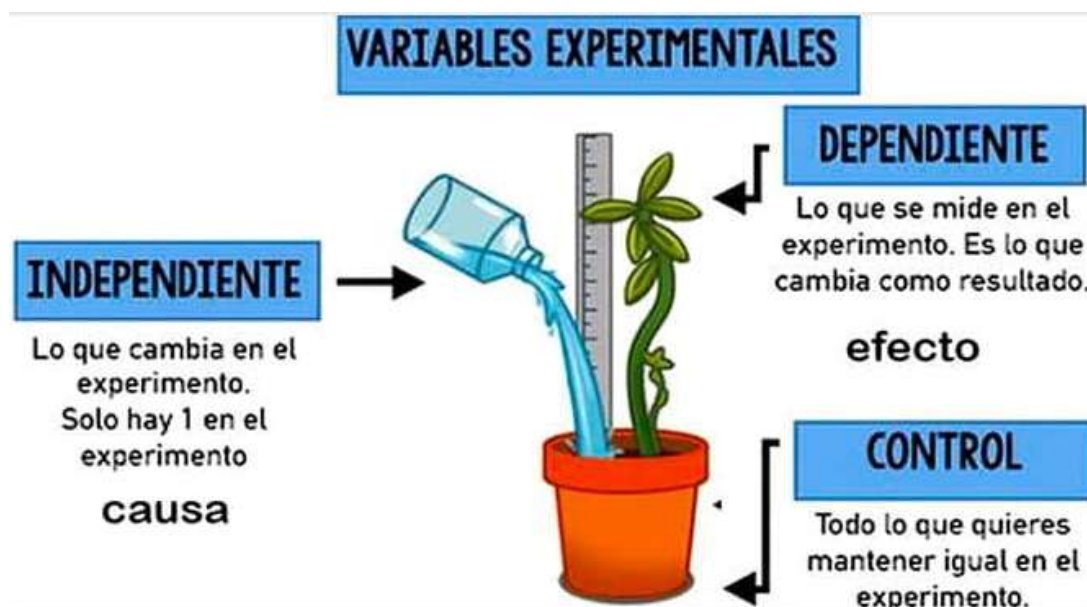 VARIABLES EXPERIMENTALES
DEPENDIENTE
Lo que se mide en el
experimento. Es lo que
cambia como resultado.
efecto
INDEPENDIENTE
Lo que cambia en el
experimento.
Solo hay 1 en el
experimento
causa
CONTROL
Todo lo que quieres
mantener igual en el
experimento.